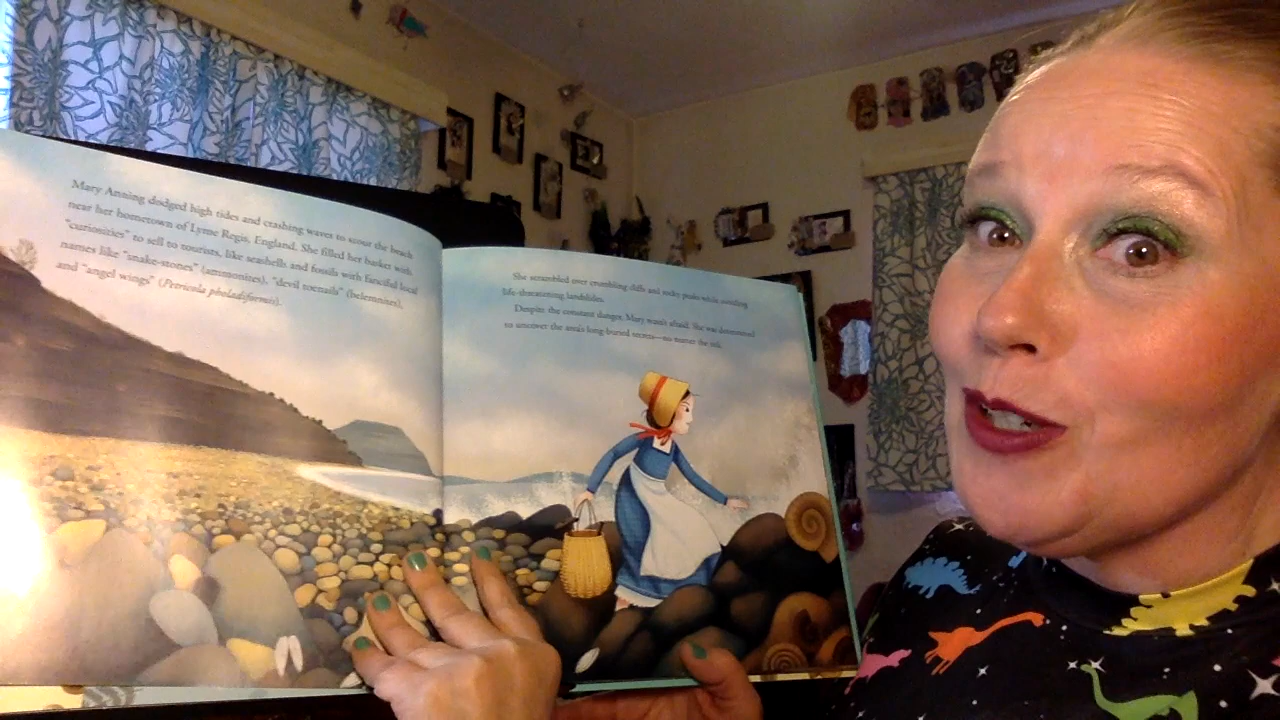 Mary Anning dodged high tides and crashing waves to scour the beach
near her hometown of Lyme Regis, England. She filled her basket with
"curiosities" to sell to tourists, like seashells and fossils with fanciful local
names like "snake-stones" (ammonites), "devil toenails" (belemnites),
and "angel wings" (Petricola pholadiformis).
She scrambled over crumbling cliffs and rocky peaks while avoiding
life-threatening landslides.
Despite the constant danger, Mary wasn't afraid. She was determined
to uncover the area's long-buried secrets—no matter the risk.